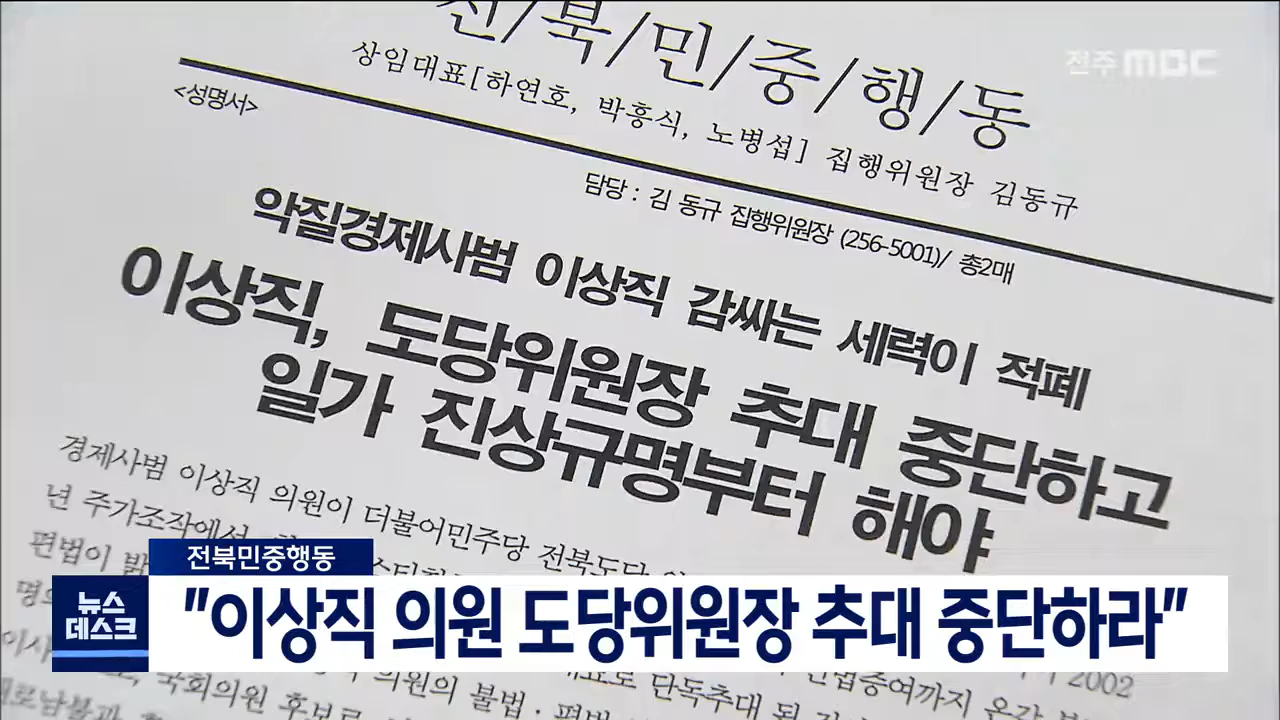 전/북/민/중/행/동
전주 MBC
상임대표[하연호, 박흥식, 노병섭] 집행위원장 김동규
<성명서>
담당 : 김 동규 집행위원장 (256-5001)/ 총2매
악질경제사범 이상직 감싸는 세력이 적폐
이상직, 도당위원장 추대 중단하고
일가 진상규명부터 해야
경제사범 이상직 의원이 더불어민주당 전북도당
년 주가조작에서
편법이
전북민중행동
뉴스
데스크
"이상직 의원 도당위원장 추대 중단하라"
2002
국회의원 후보로
의원의 불법·편법
단독추대